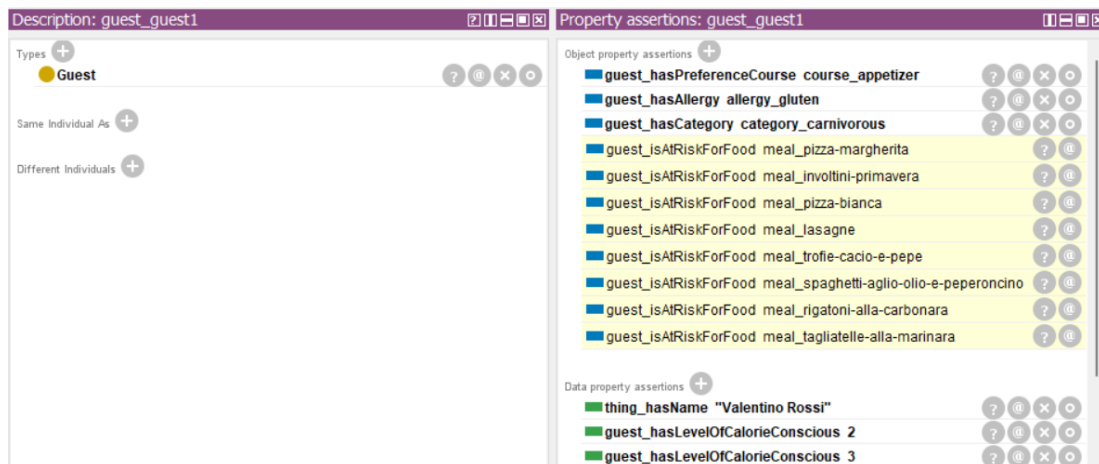 Description: guest_guest1
Types
Guest
Same Individual As
Different Individuals
Property assertions: guest_guest1
Object property assertions
guest_hasPreferenceCourse course_appetizer
guest_hasAllergy allergy_gluten
guest_hasCategory category_carnivorous
guest_isAtRiskForFood meal_pizza-margherita
guest_isAtRiskForFood meal_involtini-primavera
guest_isAtRiskForFood meal_pizza-bianca
guest_isAtRiskForFood meal_lasagne
guest_isAtRiskForFood meal_trofie-cacio-e-pepe
guest_isAtRiskForFood meal_spaghetti-aglio-olio-e-peperoncino
guest_isAtRiskForFood meal_rigatoni-alla-carbonara
guest_isAtRiskForFood meal_tagliatelle-alla-marinara
Data property assertions
thing_hasName "Valentino Rossi"
guest_hasLevelOfCalorieConscious 2
guest_hasLevelOfCalorieConscious 3